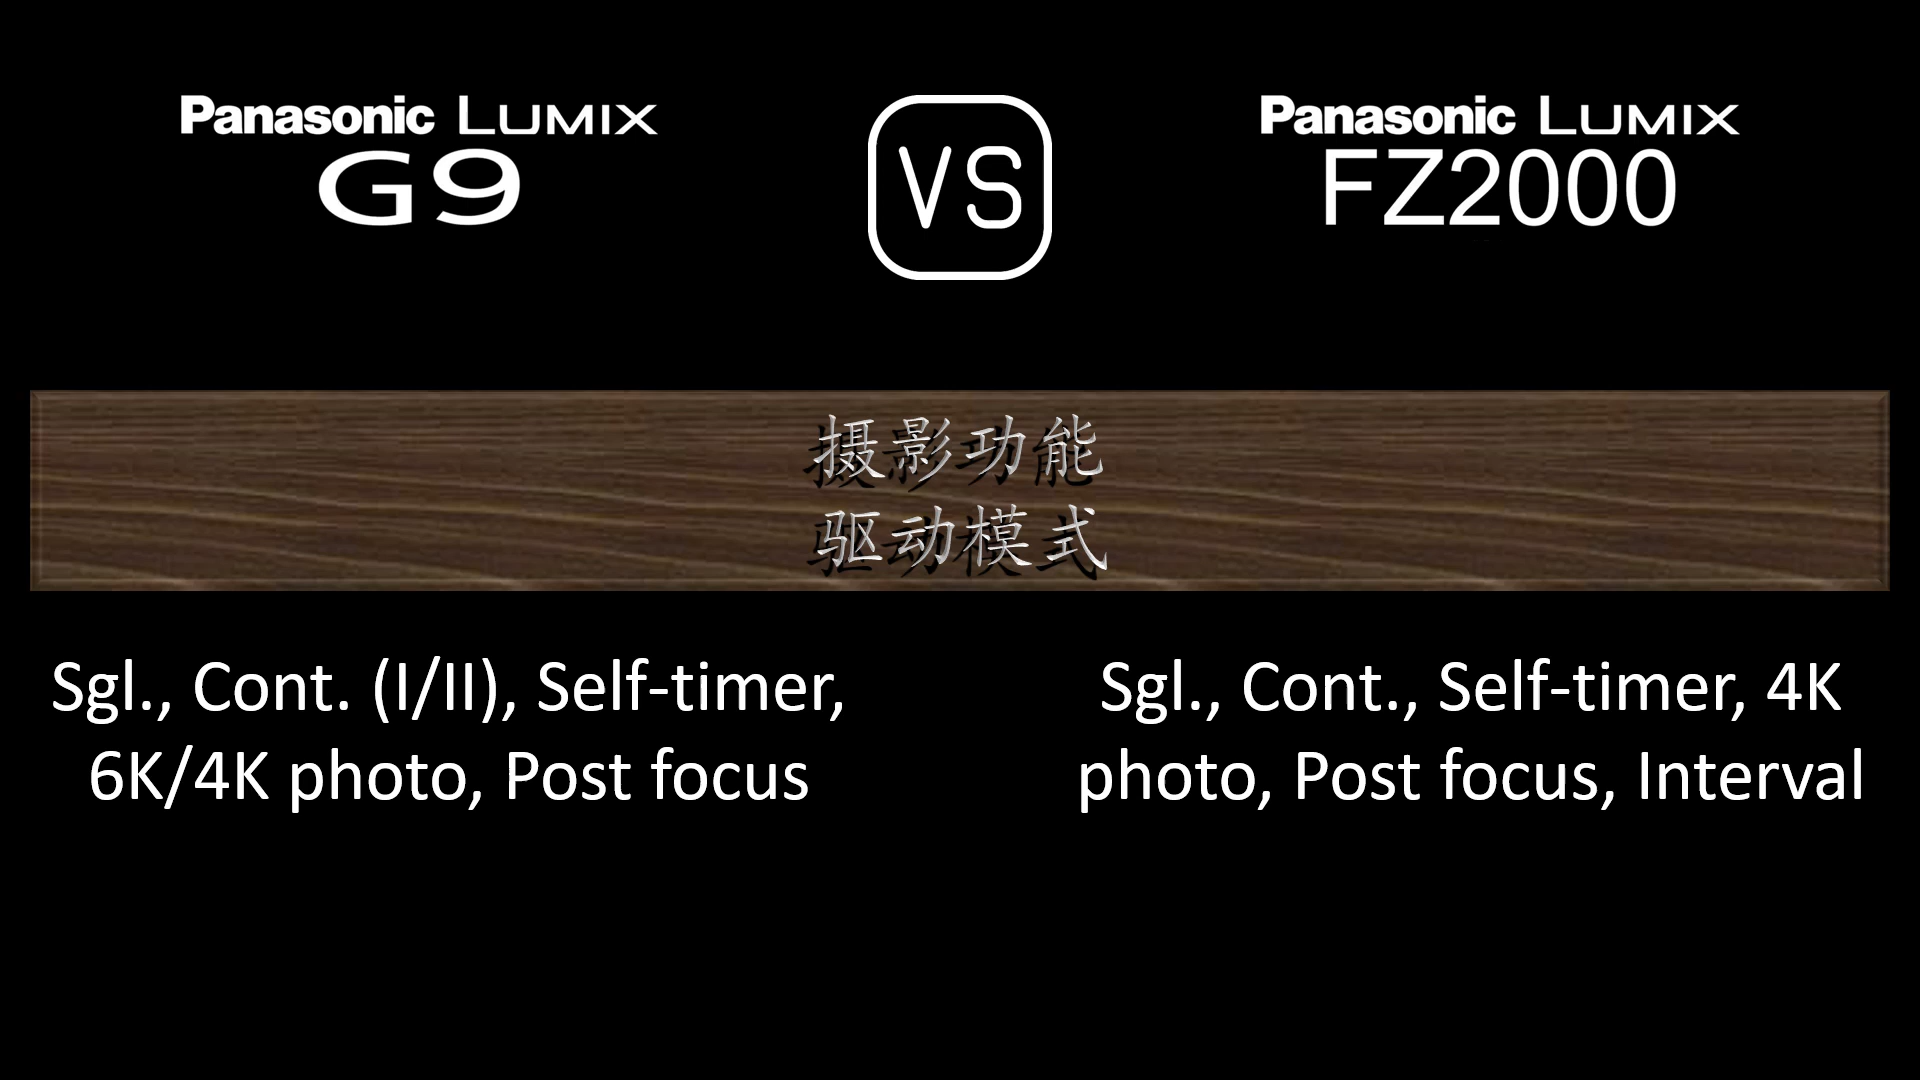 Panasonic LUMIX
G9
VS
Panasonic LUMIX
FZ2000
摄影功能
驱动模式
Sgl., Cont. (I/II), Self-timer,
6K/4K photo, Post focus
Sgl., Cont., Self-timer, 4K
photo, Post focus, Interval